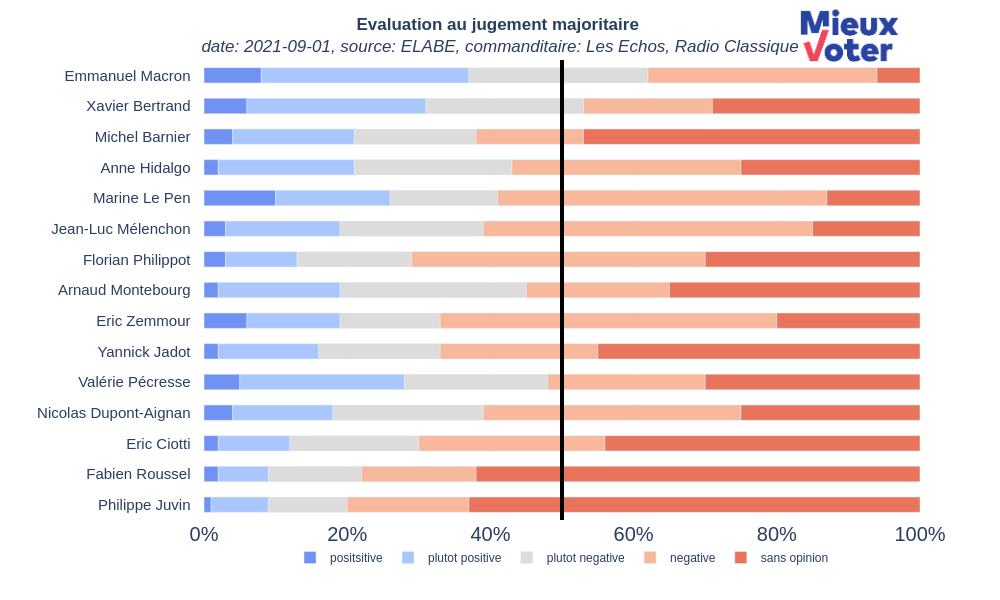 Evaluation au jugement majoritaire
date: 2021-09-01, source: ELABE, commanditaire: Les Echos, Radio Classique
Mieux
Voter
Emmanuel Macron
Xavier Bertrand
Michel Barnier
Anne Hidalgo
Marine Le Pen
Jean-Luc Mélenchon
Florian Philippot
Arnaud Montebourg
Eric Zemmour
Yannick Jadot
Valérie Pécresse
Nicolas Dupont-Aignan
Eric Ciotti
Fabien Roussel
Philippe Juvin
0% 20% 40% 60% 80% 100%
positsitive plutot positive plutot negative negative sans opinion